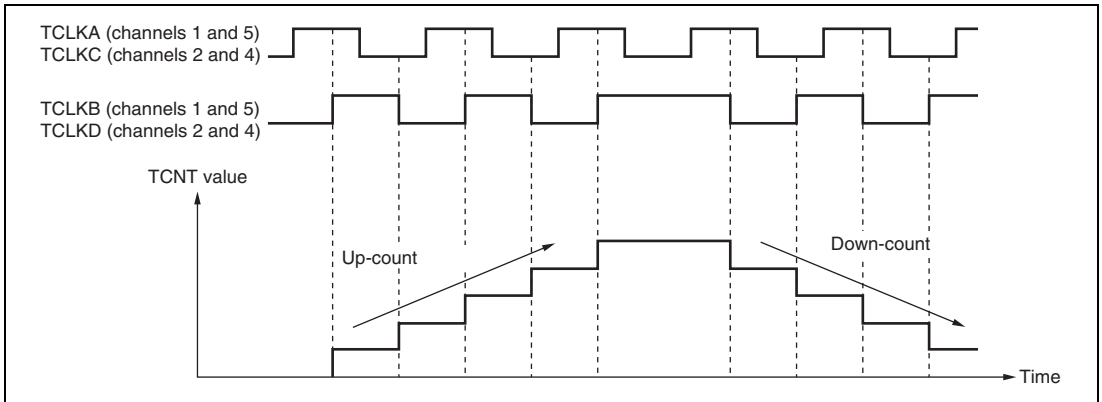 TCLKA (channels 1 and 5)
TCLKC (channels 2 and 4)
TCLKB (channels 1 and 5)
TCLKD (channels 2 and 4)
TCNT value
Up-count
Down-count
Time